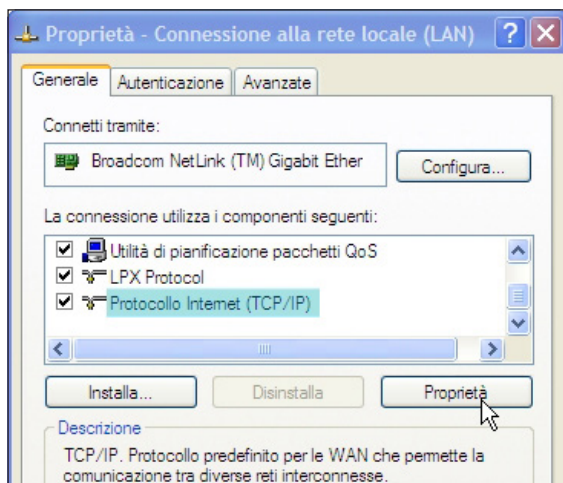 Proprietà - Connessione alla rete locale (LAN)
Generale Autenticazione Avanzate
Connetti tramite:
Broadcom NetLink (TM) Gigabit Ether
Configura...
La connessione utilizza i componenti seguenti:
Utilità di pianificazione pacchetti QoS
LPX Protocol
Protocollo Internet (TCP/IP)
Installa... Disinstalla Proprietà
Descrizione
TCP/IP. Protocollo predefinito per le WAN che permette la
comunicazione tra diverse reti interconnesse.